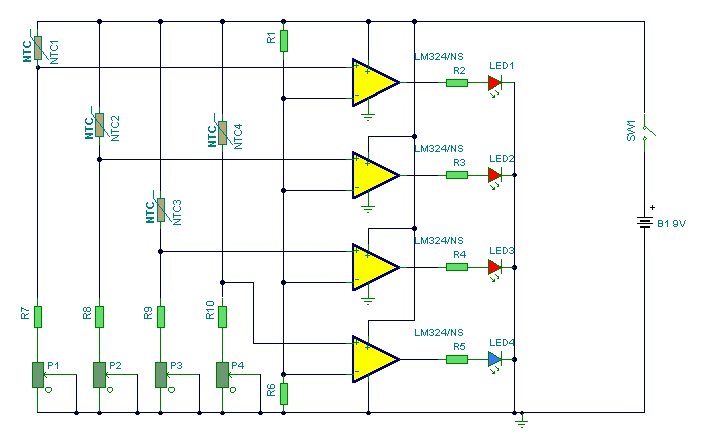 NTC
NTC1
R1
LM324/NS
R2
LED1
NTC
NTC2
NTC
NTC4
SW1
LM324/NS
R3
LED2
NTC
NTC3
+
B1 9V
LM324/NS
R4
LED3
R7
R8
R9
R10
LM324/NS
R5
LED4
P1
P2
P3
P4
R6